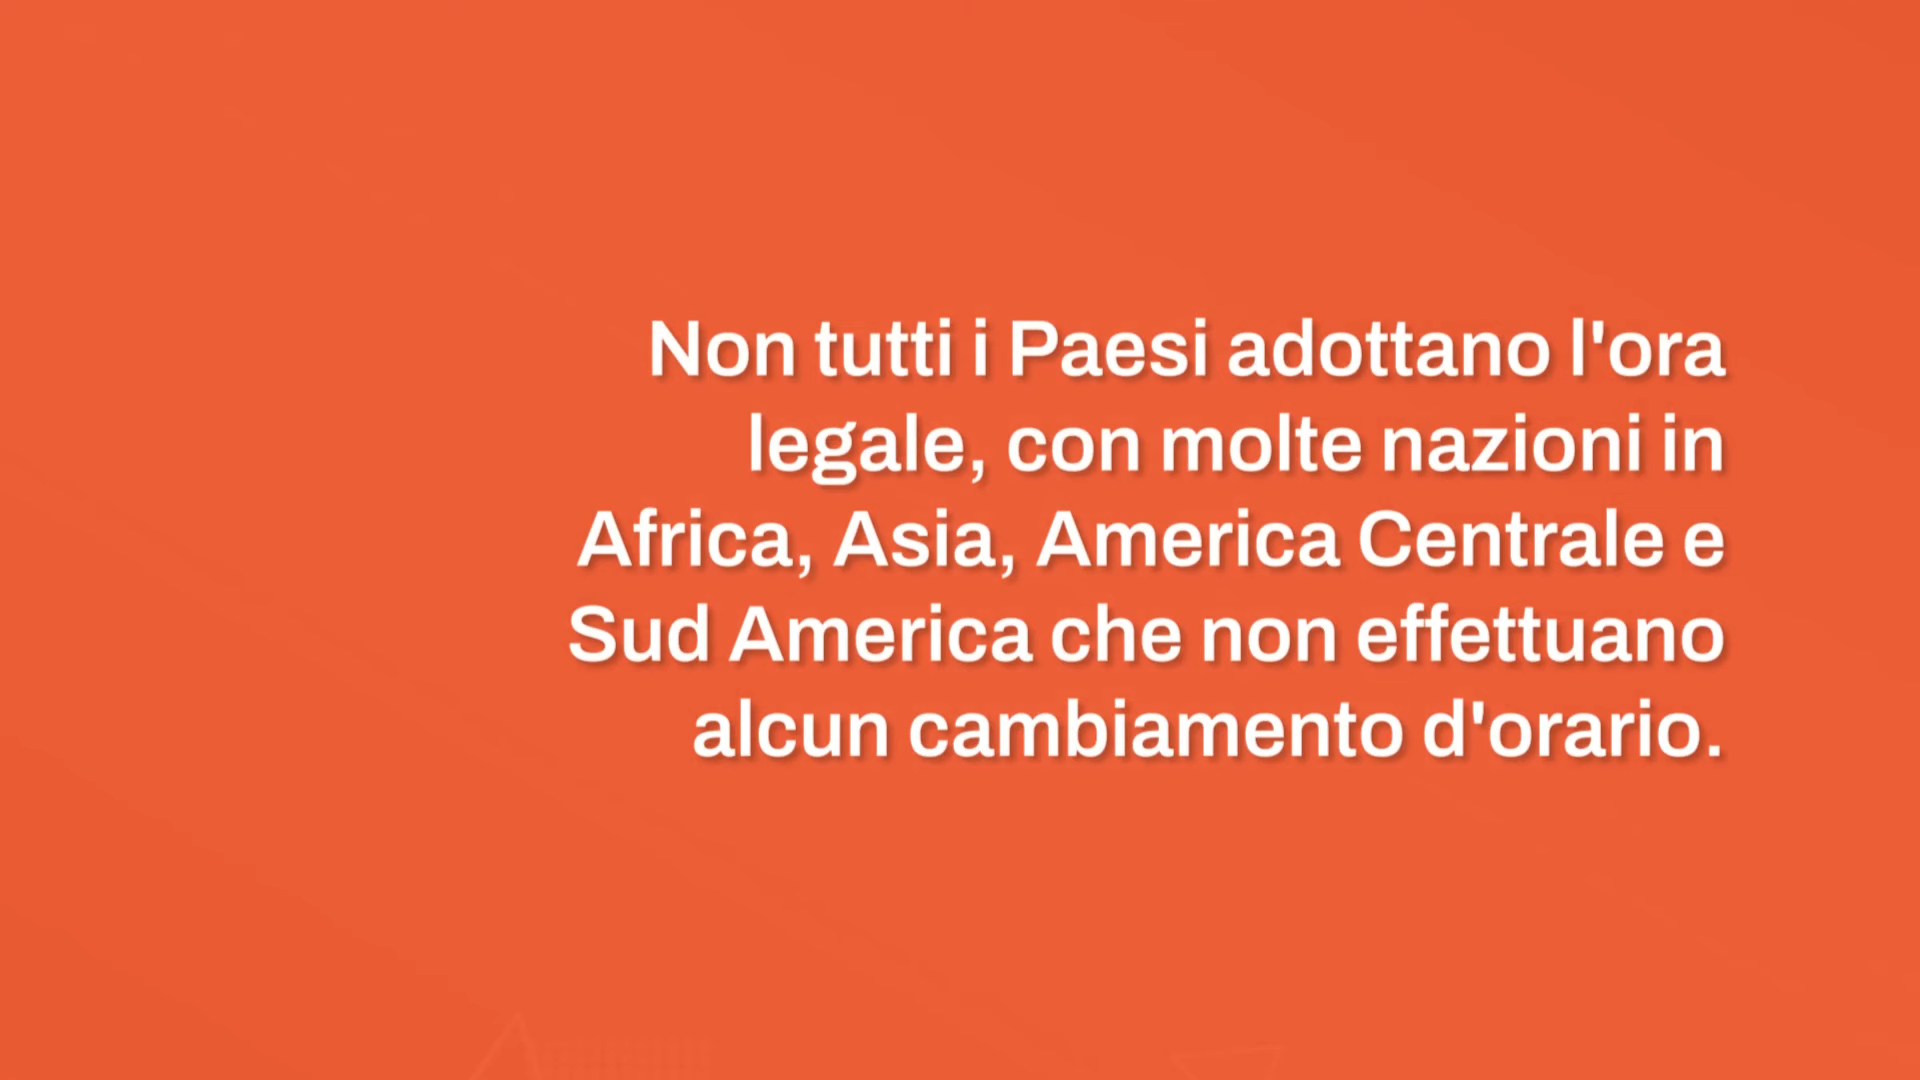 Non tutti i Paesi adottano l'ora
legale, con molte nazioni in
Africa, Asia, America Centrale e
Sud America che non effettuano
alcun cambiamento d'orario.